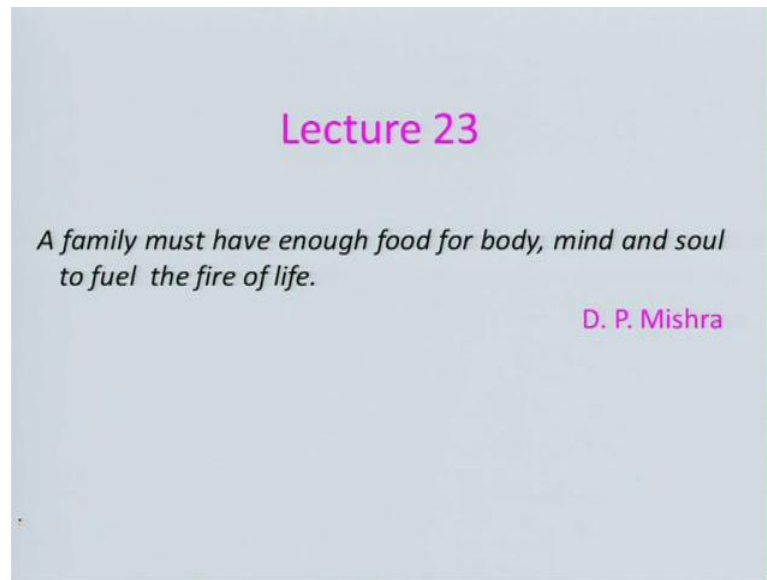 Lecture 23
A family must have enough food for body, mind and soul
to fuel the fire of life.
D. P. Mishra